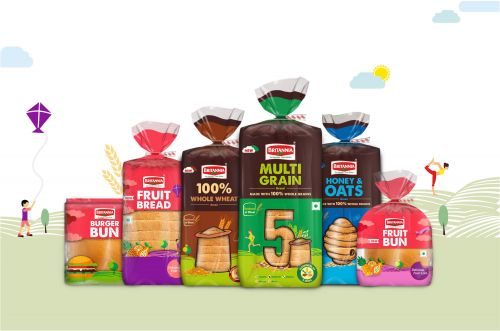 BRITANNIA
BURGER
BUN
BRITANNIA
FRUIT
BREAD
BRITANNIA
100%
WHOLE WHEAT
NEW
BRITANNIA
MULTI
GRAIN
MADE WITH 100% WHOLE GRAINS
5
BRITANNIA
HONEY &
OATS
BRITANNIA
FRUIT
BUN